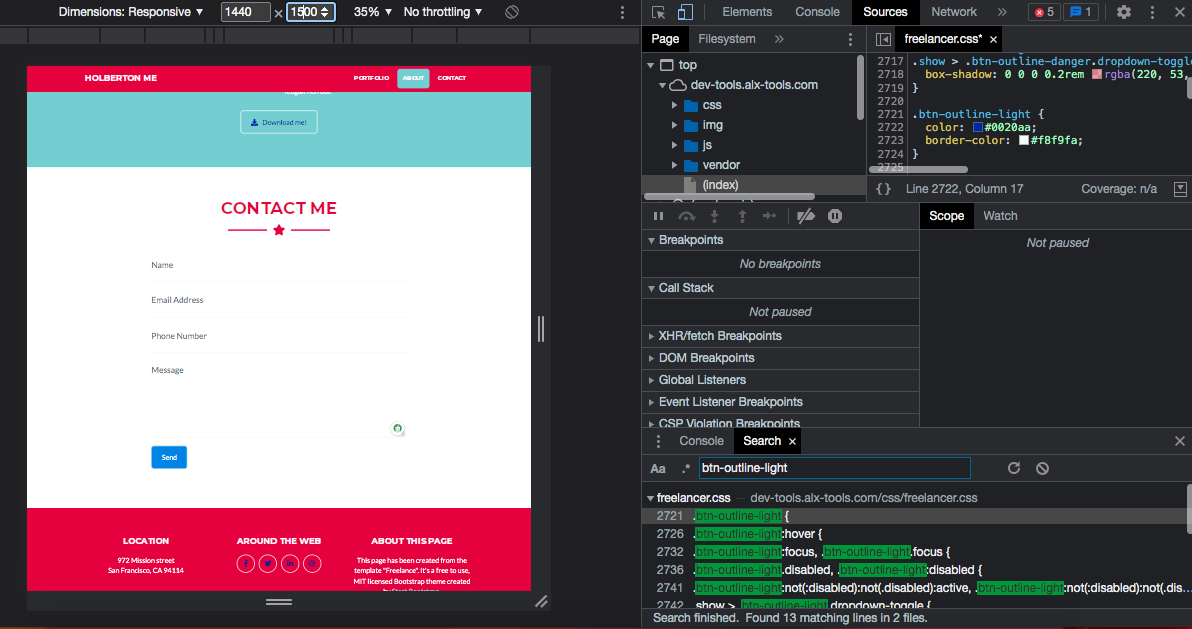 Dimensions: Responsive ▼ 1440 × 1500 35% ▼ No throttling ▼
HOLBERTON ME PORTFOLIO ABOUT CONTACT
Download me!
CONTACT ME
Name
Email Address
Phone Number
Message
Send
LOCATION
972 Mission street
San Francisco, CA 94114
AROUND THE WEB
ABOUT THIS PAGE
This page has been created from the
template "Freelance". It's a free to use,
MIT licensed Bootstrap theme created
by Start Bootstrap
Elements Console Sources Network » 5 1
Page Filesystem »
top
dev-tools.alx-tools.com
css
img
js
vendor
(index)
freelancer.css* ×
2717 .show > .btn-outline-danger.dropdown-toggle
2718 box-shadow: 0 0 0 0.2rem rgba(220, 53,
2719 }
2720
2721 .btn-outline-light {
2722 color: #0020aa;
2723 border-color: #f8f9fa;
2724 }
2725
{} Line 2722, Column 17 Coverage: n/a
Breakpoints
No breakpoints
Call Stack
Not paused
XHR/fetch Breakpoints
DOM Breakpoints
Global Listeners
Event Listener Breakpoints
CSP Violation Breakpoints
Scope Watch
Not paused
Console Search ×
Aa .* btn-outline-light
freelancer.css — dev-tools.alx-tools.com/css/freelancer.css
2721 .btn-outline-light {
2726 .btn-outline-light:hover {
2732 .btn-outline-light:focus, .btn-outline-light.focus {
2736 .btn-outline-light.disabled, .btn-outline-light:disabled {
2741 .btn-outline-light:not(:disabled):not(.disabled):active, .btn-outline-light:not(:disabled):not(.dis…
2742 .show > .btn-outline-light.dropdown-toggle {
Search finished. Found 13 matching lines in 2 files.